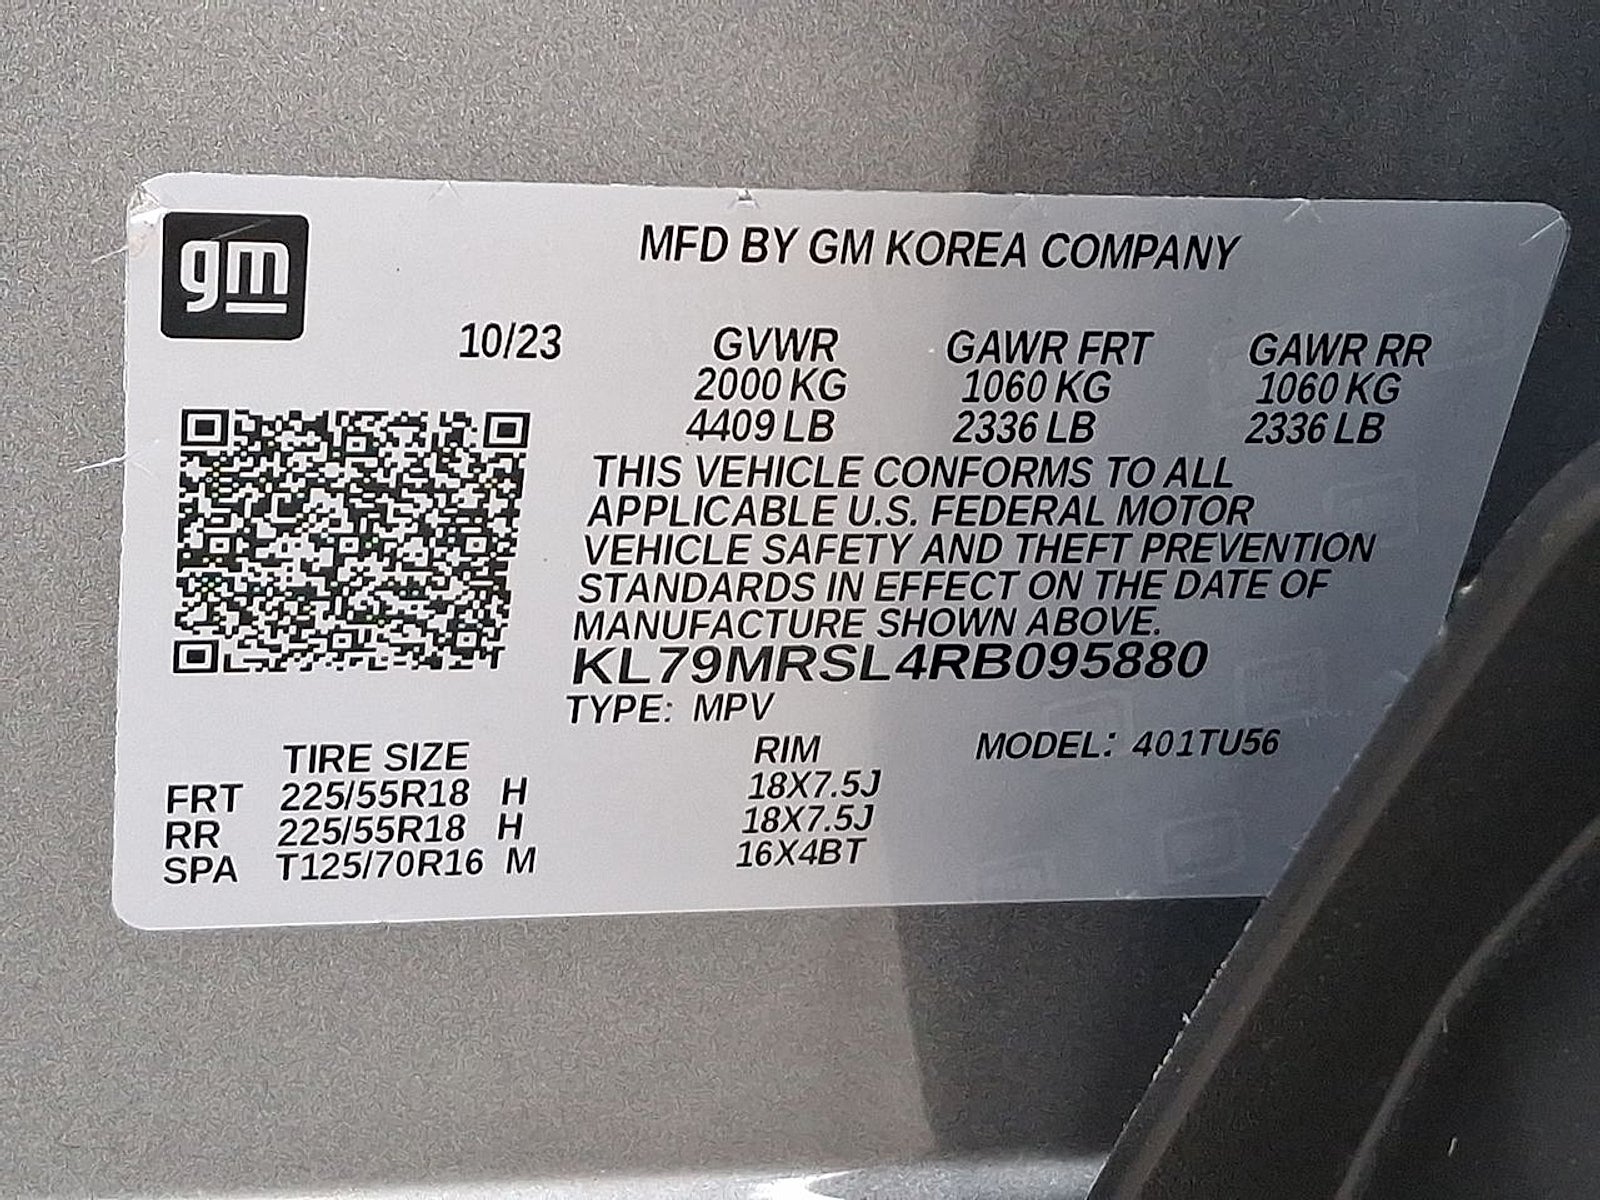 gm
MFD BY GM KOREA COMPANY
10/23 GVWR GAWR FRT GAWR RR
2000 KG 1060 KG 1060 KG
4409 LB 2336 LB 2336 LB
THIS VEHICLE CONFORMS TO ALL
APPLICABLE U.S. FEDERAL MOTOR
VEHICLE SAFETY AND THEFT PREVENTION
STANDARDS IN EFFECT ON THE DATE OF
MANUFACTURE SHOWN ABOVE.
KL79MRSL4RB095880
TYPE: MPV
TIRE SIZE RIM MODEL: 401TU56
FRT 225/55R18 H 18X7.5J
RR 225/55R18 H 18X7.5J
SPA T125/70R16 M 16X4BT